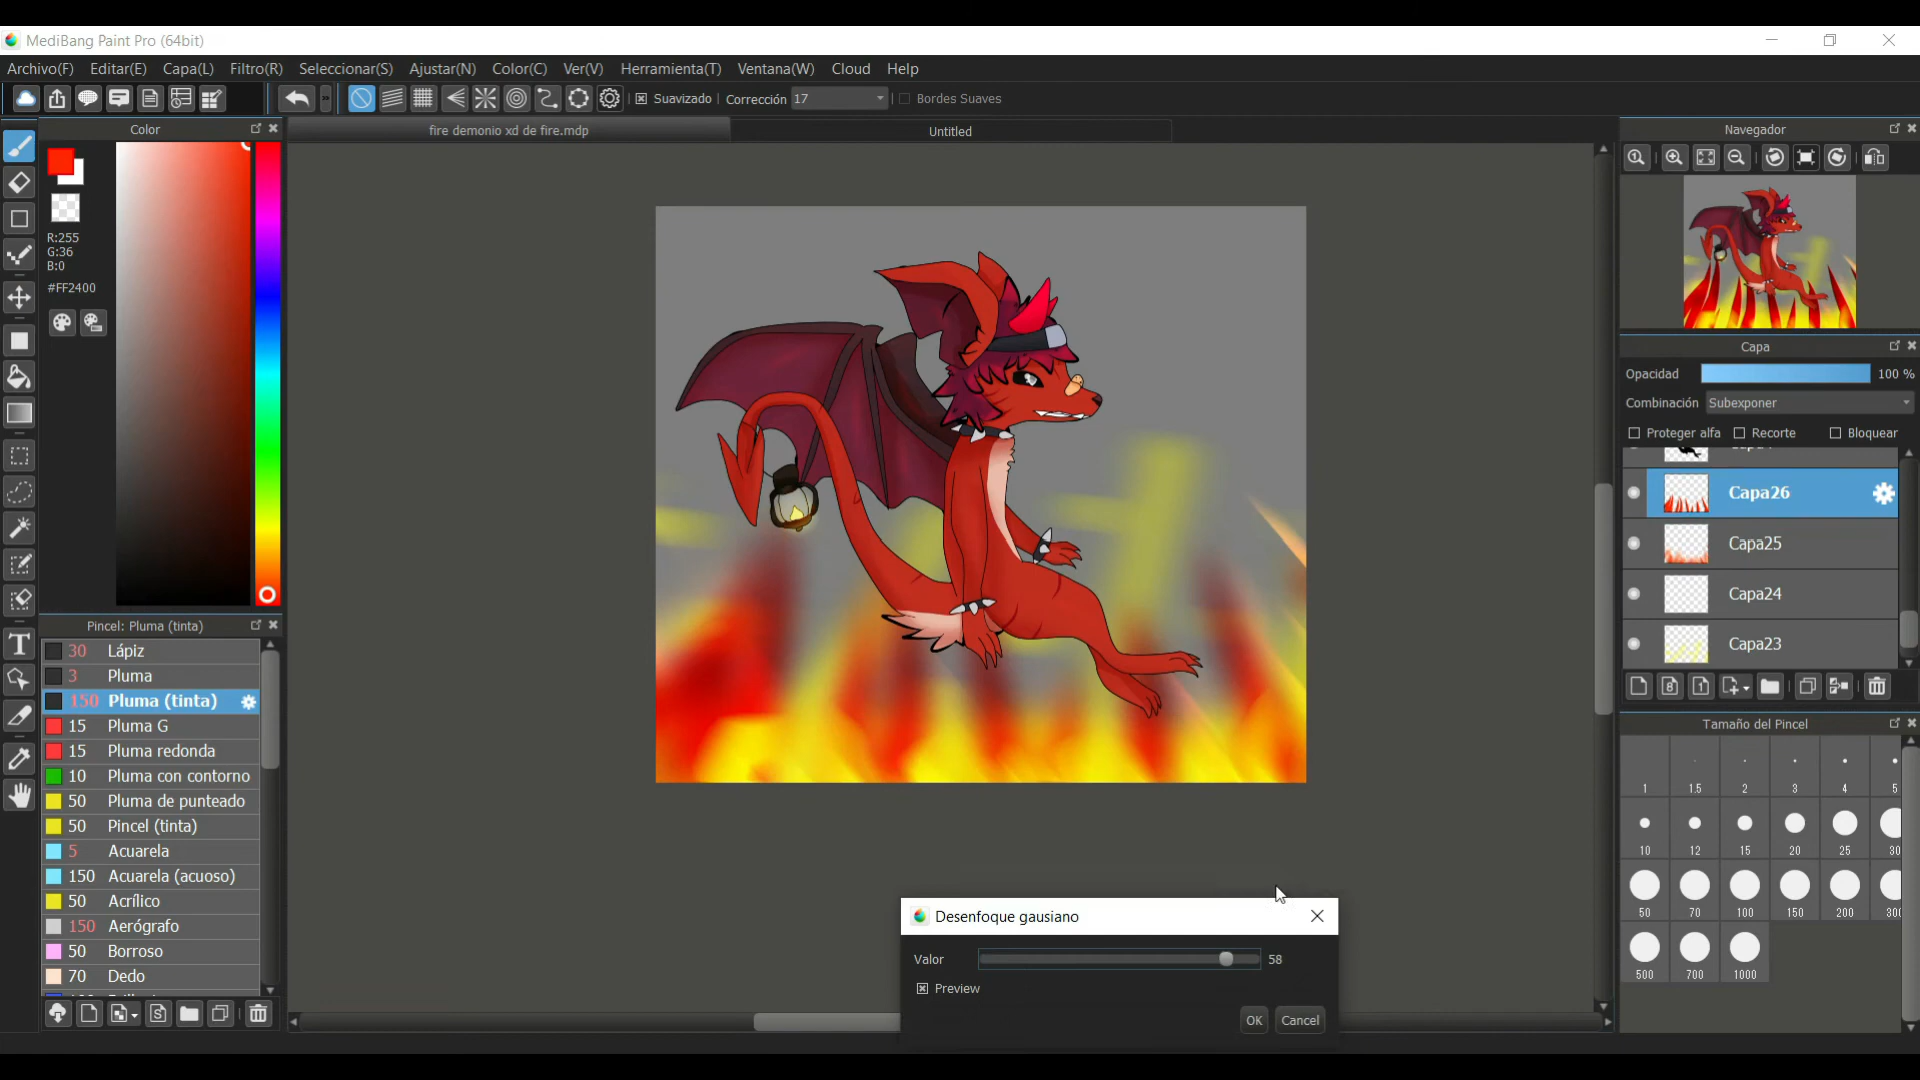 MediBang Paint Pro (64bit)
Archivo(F) Editar(E) Capa(L) Filtro(R) Seleccionar(S) Ajustar(N) Color(C) Ver(V) Herramienta(T) Ventana(W) Cloud Help
Suavizado Corrección 17 Bordes Suaves
Color
fire demonio xd de fire.mdp
Untitled
Navegador
R:255
G:36
B:0
#FF2400
Capa
Opacidad 100 %
Combinación Subexponer
Proteger alfa Recorte Bloquear
Capa26
Capa25
Capa24
Capa23
Pincel: Pluma (tinta)
30 Lápiz
3 Pluma
150 Pluma (tinta)
15 Pluma G
15 Pluma redonda
10 Pluma con contorno
50 Pluma de punteado
50 Pincel (tinta)
5 Acuarela
150 Acuarela (acuoso)
50 Acrílico
150 Aerógrafo
50 Borroso
70 Dedo
Tamaño del Pincel
1 1.5 2 3 4 5
10 12 15 20 25 30
50 70 100 150 200 300
500 700 1000
Desenfoque gausiano
Valor 58
Preview
OK Cancel